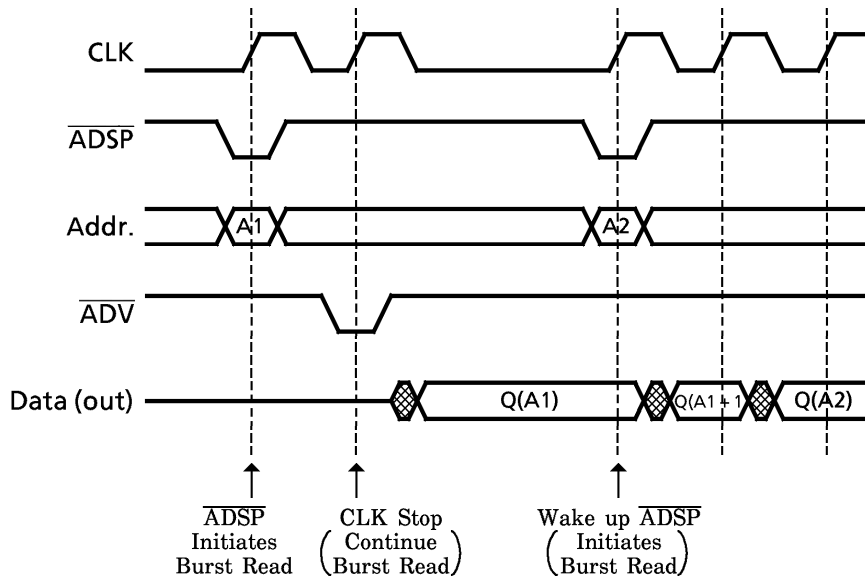 CLK
ADSP
Addr.
A1
A2
ADV
Data (out)
Q(A1)
Q(A1+1
Q(A2)
ADSP
Initiates
Burst Read
CLK Stop
(Continue
Burst Read)
Wake up ADSP
(Initiates
Burst Read)